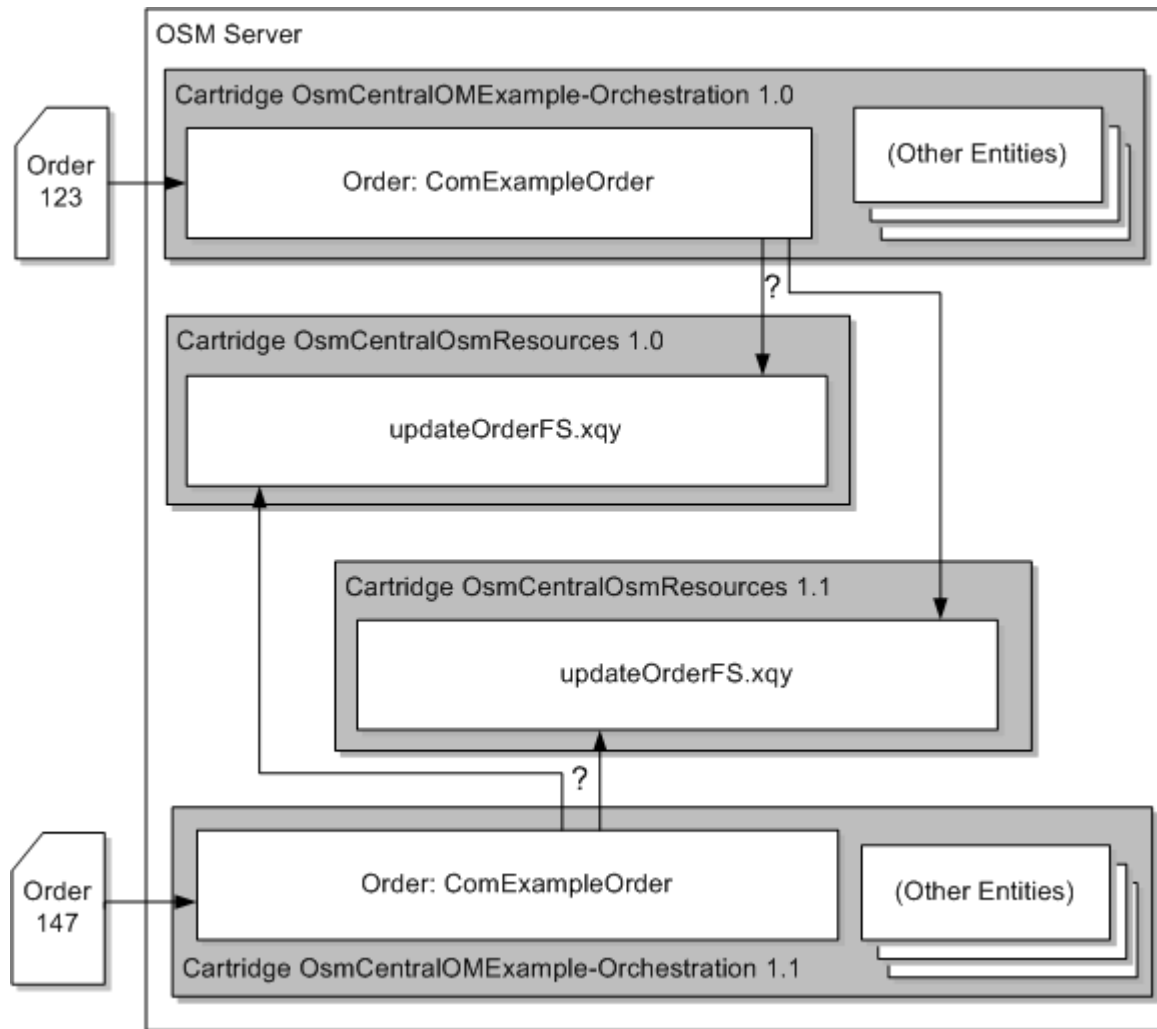 OSM Server
Cartridge OsmCentralOMExample-Orchestration 1.0
Order
123
Order: ComExampleOrder
(Other Entities)
?
Cartridge OsmCentralOsmResources 1.0
updateOrderFS.xqy
Cartridge OsmCentralOsmResources 1.1
updateOrderFS.xqy
?
Order
147
Order: ComExampleOrder
(Other Entities)
Cartridge OsmCentralOMExample-Orchestration 1.1